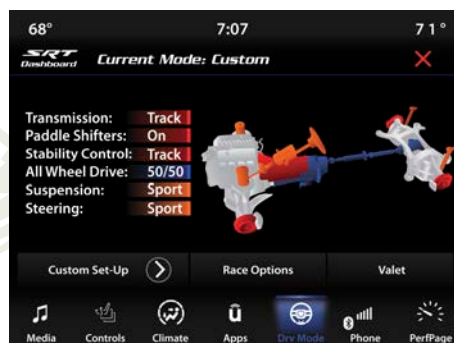 68° 7:07 71°
SRT Dashboard Current Mode: Custom
Transmission: Track
Paddle Shifters: On
Stability Control: Track
All Wheel Drive: 50/50
Suspension: Sport
Steering: Sport
Custom Set-Up Race Options Valet
Media Controls Climate Apps Drv Mode Phone PerfPage